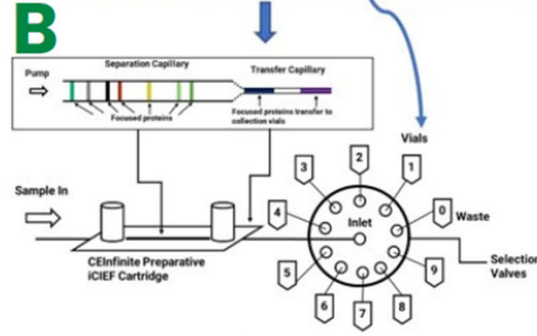 B
Separation Capillary
Transfer Capillary
Pump
Focused proteins
Focused proteins transfer to
collection vials
Vials
Sample In
3
2
1
4
Inlet
0
Waste
CEInfinite Preparative
iCIEF Cartridge
5
9
Selection
Valves
6
7
8